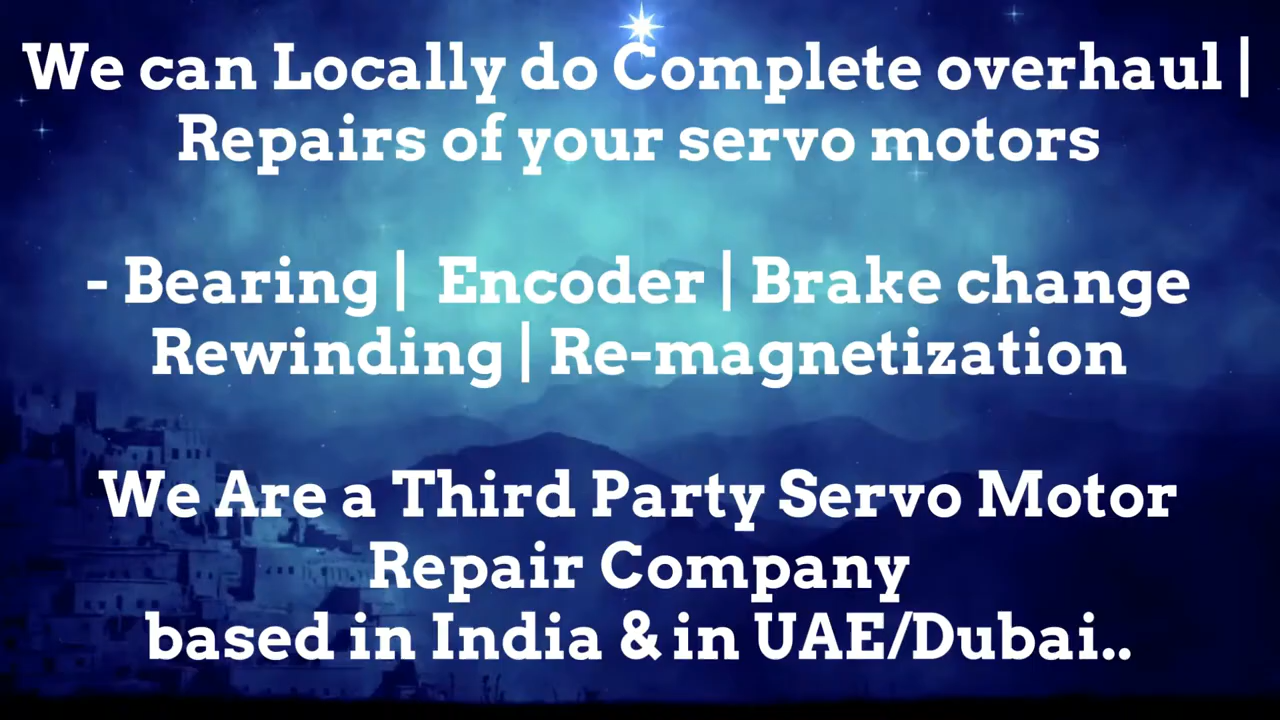 We can Locally do Complete overhaul |
Repairs of your servo motors
- Bearing | Encoder | Brake change
Rewinding | Re-magnetization
We Are a Third Party Servo Motor
Repair Company
based in India & in UAE/Dubai..